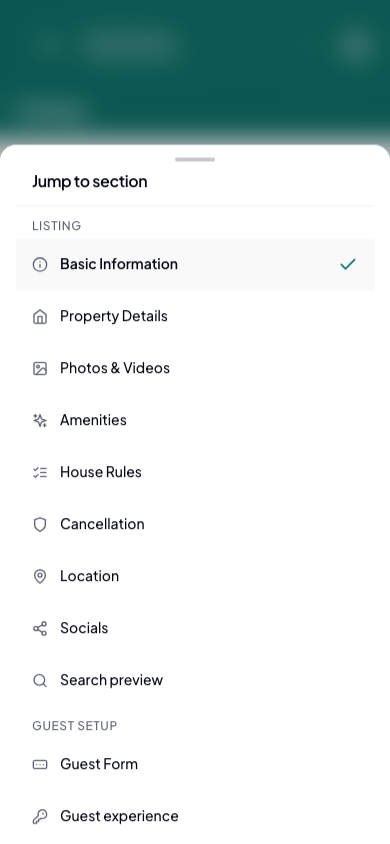 Jump to section
LISTING
Basic Information
Property Details
Photos & Videos
Amenities
House Rules
Cancellation
Location
Socials
Search preview
GUEST SETUP
Guest Form
Guest experience